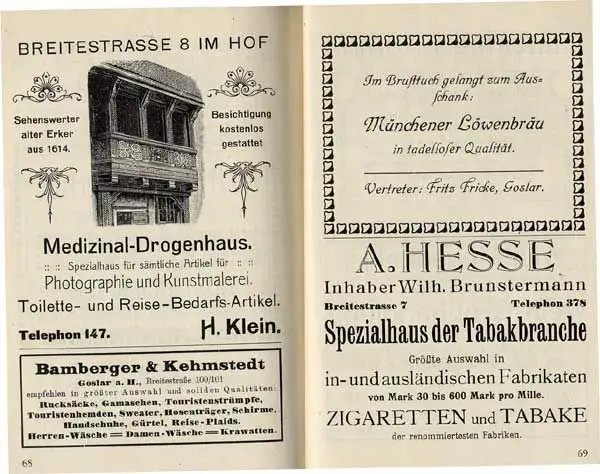 BREITESTRASSE 8 IM HOF
Sehenswerter
alter Erker
aus 1614.
Besichtigung
kostenlos
gestattet
Medizinal-Drogenhaus.
:: :: Spezialhaus für sämtliche Artikel für :: ::
Photographie und Kunstmalerei.
Toilette- und Reise-Bedarfs-Artikel.
Telephon 147. H. Klein.
Bamberger & Kehmstedt
Goslar a. H., Breitestraße 100/101
empfehlen in größter Auswahl und soliden Qualitäten:
Rucksäcke, Gamaschen, Touristenstrümpfe,
Touristenhemden, Sweater, Hosenträger, Schirme,
Handschuhe, Gürtel, Reise-Plaids.
Herren-Wäsche = Damen-Wäsche = Krawatten.
68
Im Brusttuch gelangt zum Aus-
schank:
Münchener Löwenbräu
in tadelloser Qualität.
Vertreter: Fritz Fricke, Goslar.
A. HESSE
Inhaber Wilh. Brunstermann
Breitestrasse 7 Telephon 378
Spezialhaus der Tabakbranche
Größte Auswahl in
in- und ausländischen Fabrikaten
von Mark 30 bis 600 Mark pro Mille.
ZIGARETTEN und TABAKE
der renommiertesten Fabriken.
69